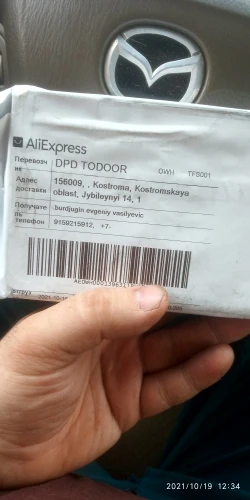 AliExpress
Перевозч
ик
DPD TODOOR
OWH TFS001
Адрес
доставки
156009, , Kostroma, Kostromskaya
oblast, Jybileynyi 14, 1
Получате
ль
burdjugin evgeniy vasilyevic
телефон
9159215912, +7-
2021/10/19 12:34